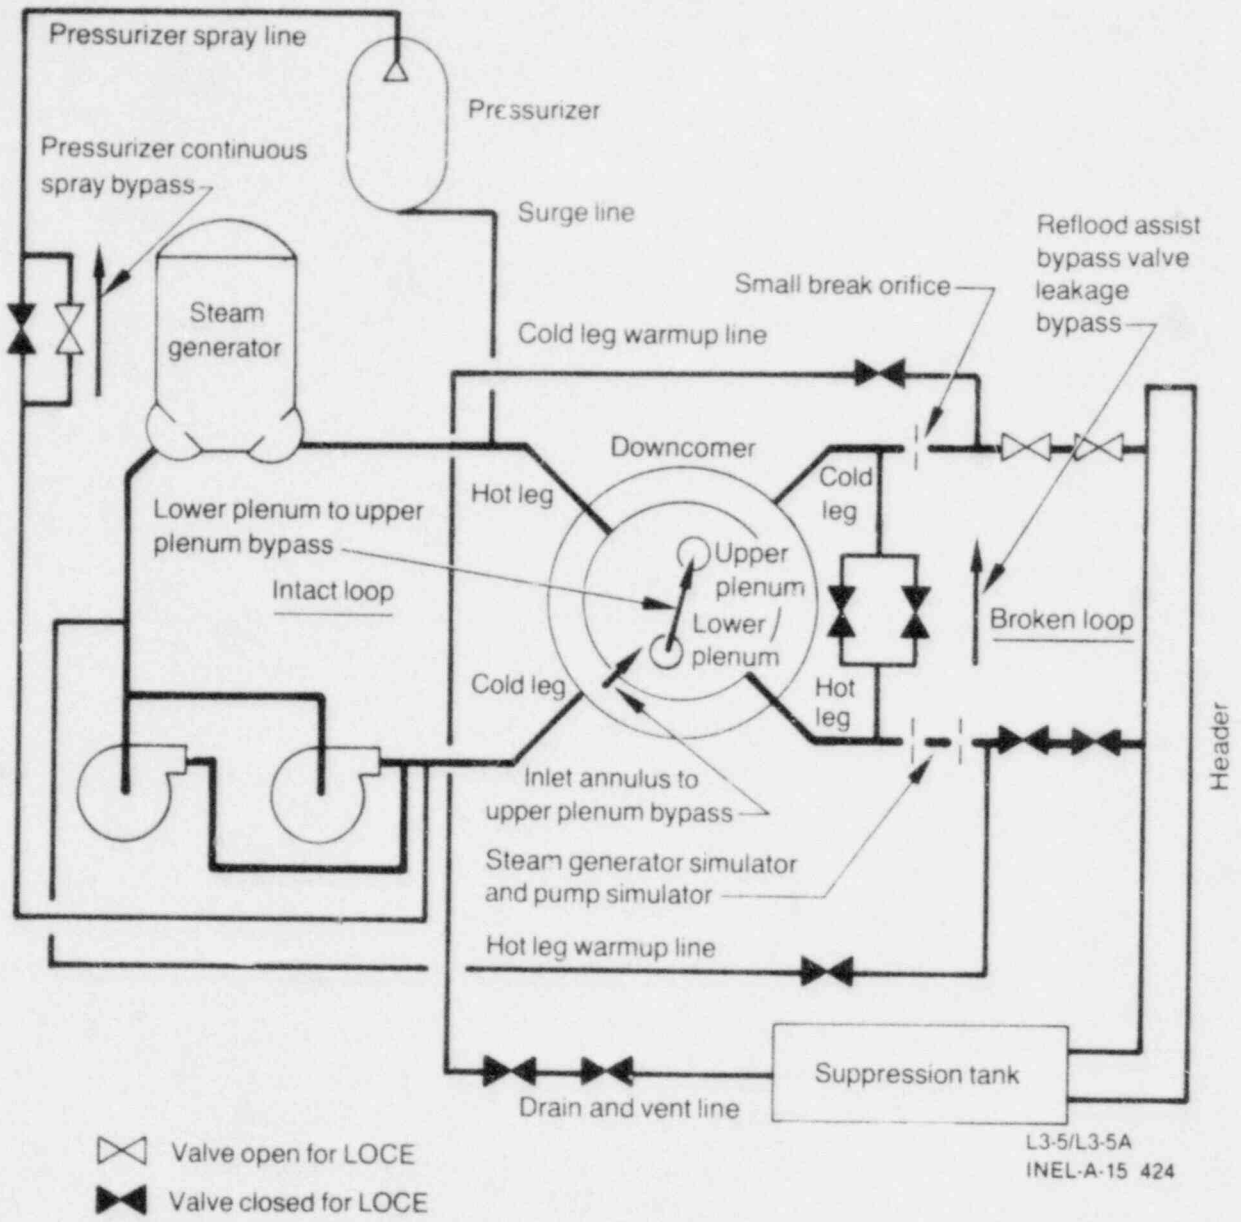 Pressurizer spray line
Pressurizer
Pressurizer continuous
spray bypass
Surge line
Reflood assist
bypass valve
leakage
bypass
Small break orifice
Steam
generator
Cold leg warmup line
Downcomer
Cold
leg
Hot leg
Lower plenum to upper
plenum bypass
Upper
plenum
Intact loop
Lower
plenum
Broken loop
Cold leg
Hot
leg
Header
Inlet annulus to
upper plenum bypass
Steam generator simulator
and pump simulator
Hot leg warmup line
Suppression tank
Drain and vent line
L3-5/L3-5A
INEL-A-15 424
Valve open for LOCE
Valve closed for LOCE